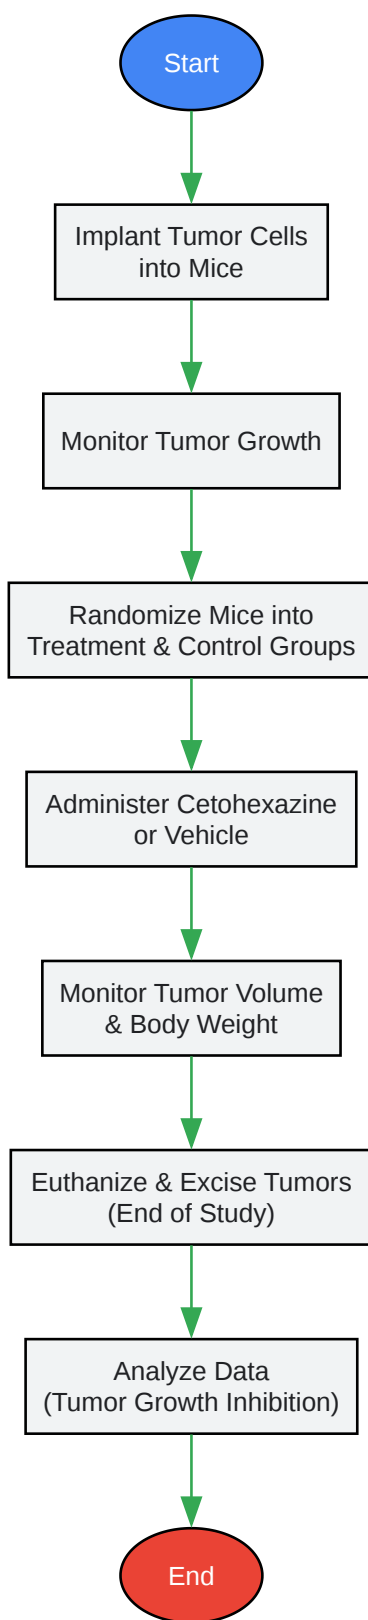 Start
Implant Tumor Cells
into Mice
Monitor Tumor Growth
Randomize Mice into
Treatment & Control Groups
Administer Cetohexazine
or Vehicle
Monitor Tumor Volume
& Body Weight
Euthanize & Excise Tumors
(End of Study)
Analyze Data
(Tumor Growth Inhibition)
End